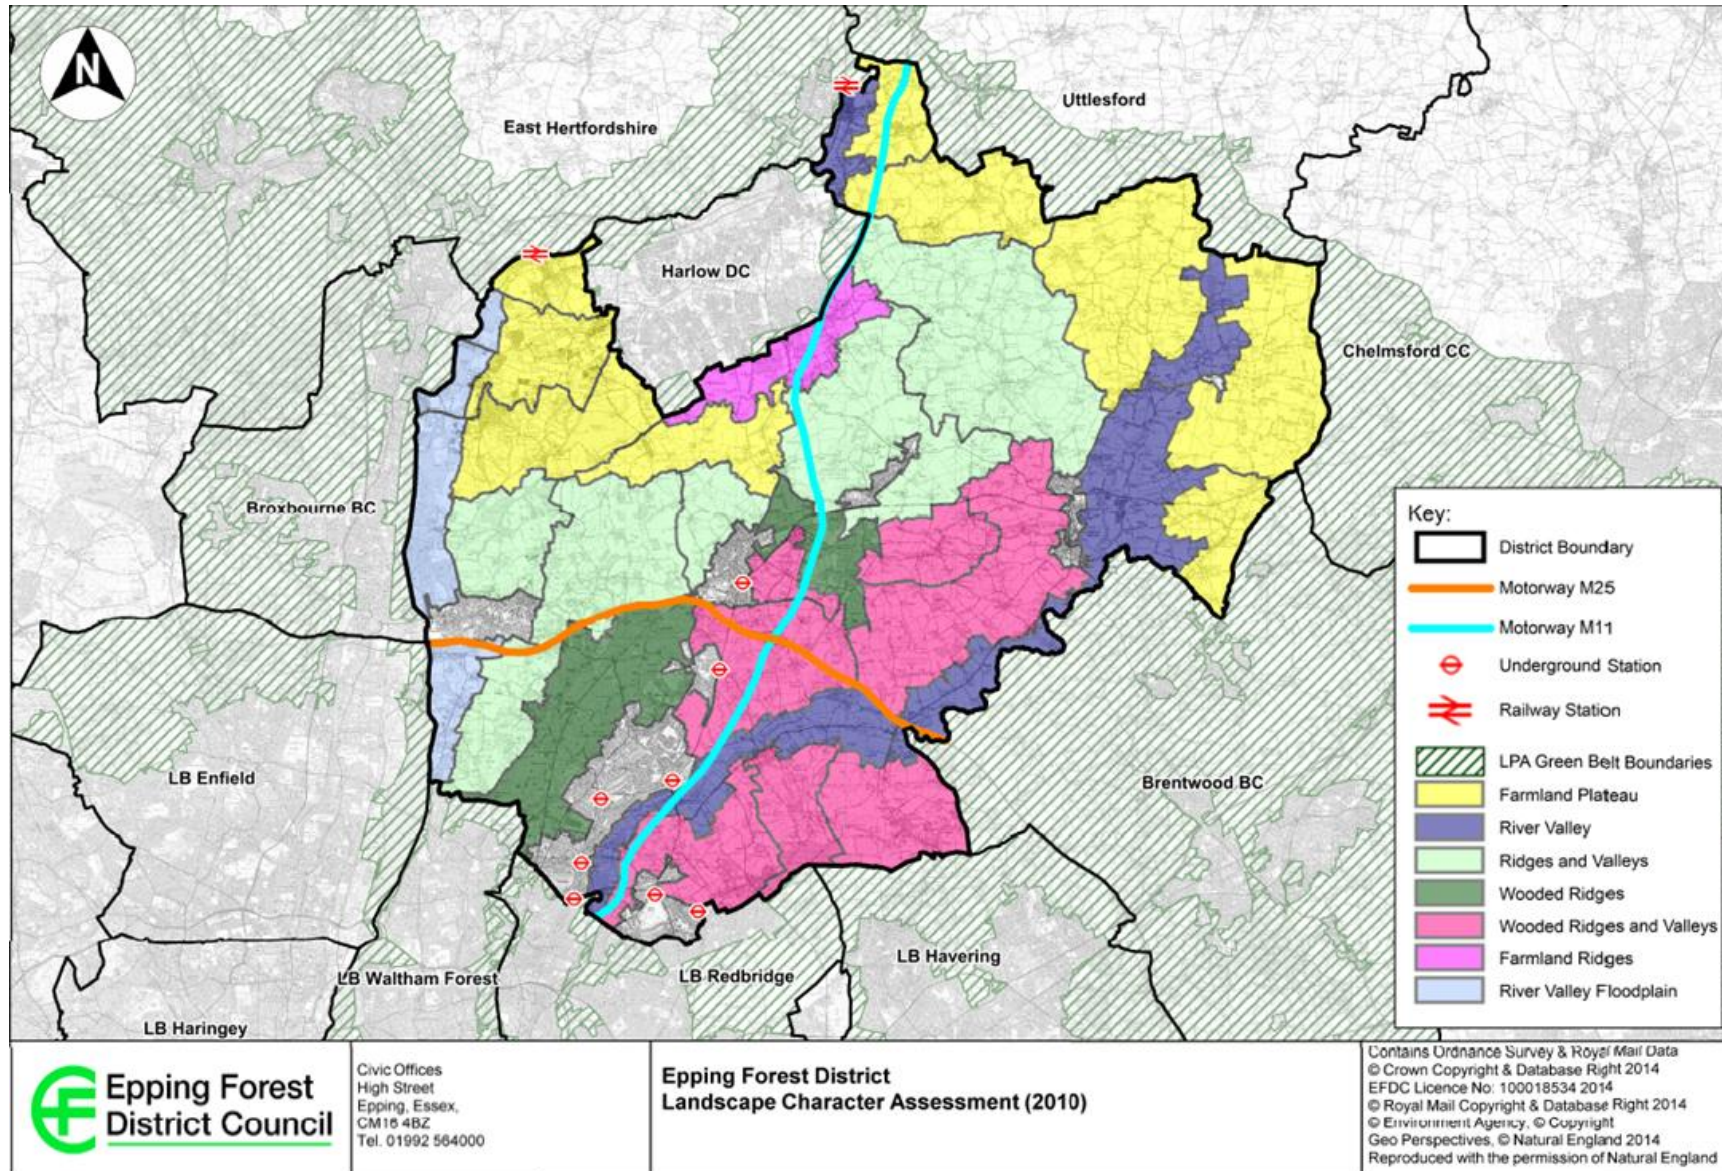 N
East Hertfordshire
Uttlesford
Harlow DC
Chelmsford CC
Broxbourne BC
LB Enfield
Brentwood BC
LB Havering
LB Redbridge
LB Waltham Forest
LB Haringey
Key:
District Boundary
Motorway M25
Motorway M11
Underground Station
Railway Station
LPA Green Belt Boundaries
Farmland Plateau
River Valley
Ridges and Valleys
Wooded Ridges
Wooded Ridges and Valleys
Farmland Ridges
River Valley Floodplain
Epping Forest
District Council
Civic Offices
High Street
Epping, Essex,
CM16 4BZ
Tel. 01992 564000
Epping Forest District
Landscape Character Assessment (2010)
Contains Ordnance Survey & Royal Mail Data
© Crown Copyright & Database Right 2014
EFDC Licence No: 100018534 2014
© Royal Mail Copyright & Database Right 2014
© Environment Agency, © Copyright
Geo Perspectives, © Natural England 2014
Reproduced with the permission of Natural England